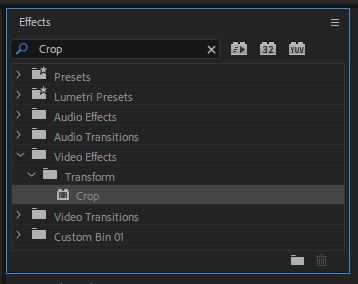 Effects
Crop
32
YUV
Presets
Lumetri Presets
Audio Effects
Audio Transitions
Video Effects
Transform
Crop
Video Transitions
Custom Bin 01